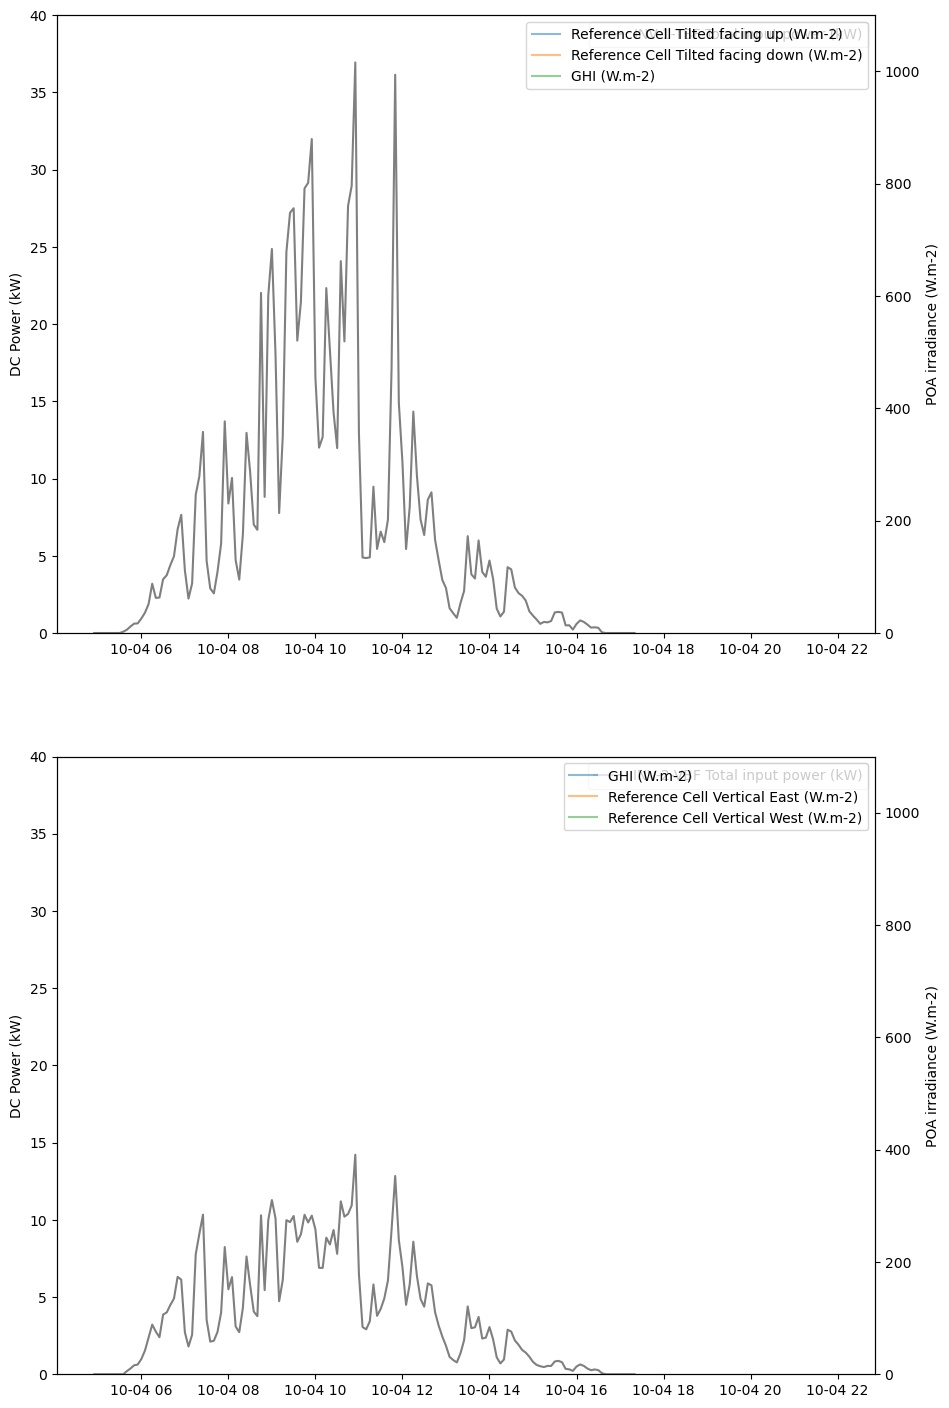 40
35
30
25
20
15
10
5
0
DC Power (kW)
Reference Cell Tilted facing up (W.m-2)
Reference Cell Tilted facing down (W.m-2)
GHI (W.m-2)
1000
800
600
400
200
0
POA irradiance (W.m-2)
10-04 06 10-04 08 10-04 10 10-04 12 10-04 14 10-04 16 10-04 18 10-04 20 10-04 22
40
35
30
25
20
15
10
5
0
DC Power (kW)
GHI (W.m-2) Total input power (kW)
Reference Cell Vertical East (W.m-2)
Reference Cell Vertical West (W.m-2)
1000
800
600
400
200
0
POA irradiance (W.m-2)
10-04 06 10-04 08 10-04 10 10-04 12 10-04 14 10-04 16 10-04 18 10-04 20 10-04 22